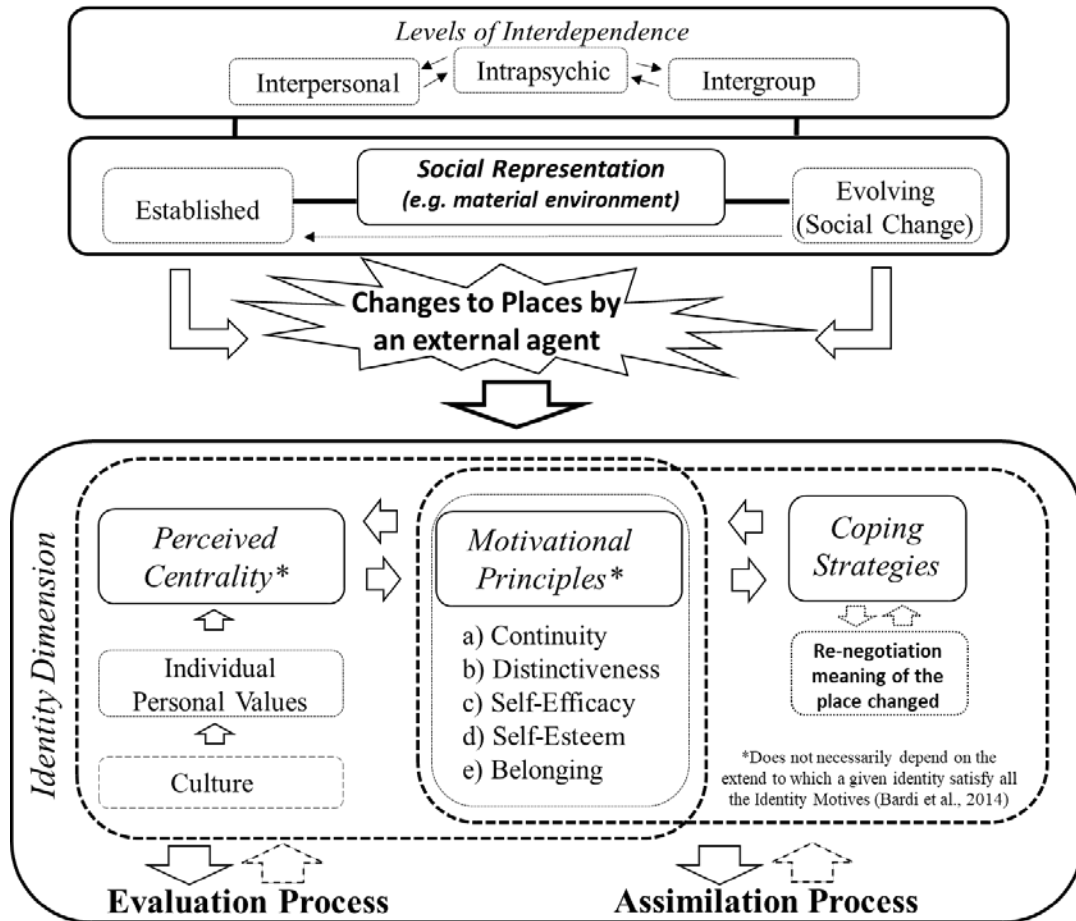 Levels of Interdependence
Interpersonal
Intrapsychic
Intergroup
Social Representation
(e.g. material environment)
Established
Evolving
(Social Change)
Changes to Places by
an external agent
Identity Dimension
Perceived
Centrality*
Individual
Personal Values
Culture
Motivational
Principles*
a) Continuity
b) Distinctiveness
c) Self-Efficacy
d) Self-Esteem
e) Belonging
Coping
Strategies
Re-negotiation
meaning of the
place changed
*Does not necessarily depend on the
extend to which a given identity satisfy all
the Identity Motives (Bardi et al., 2014)
Evaluation Process
Assimilation Process